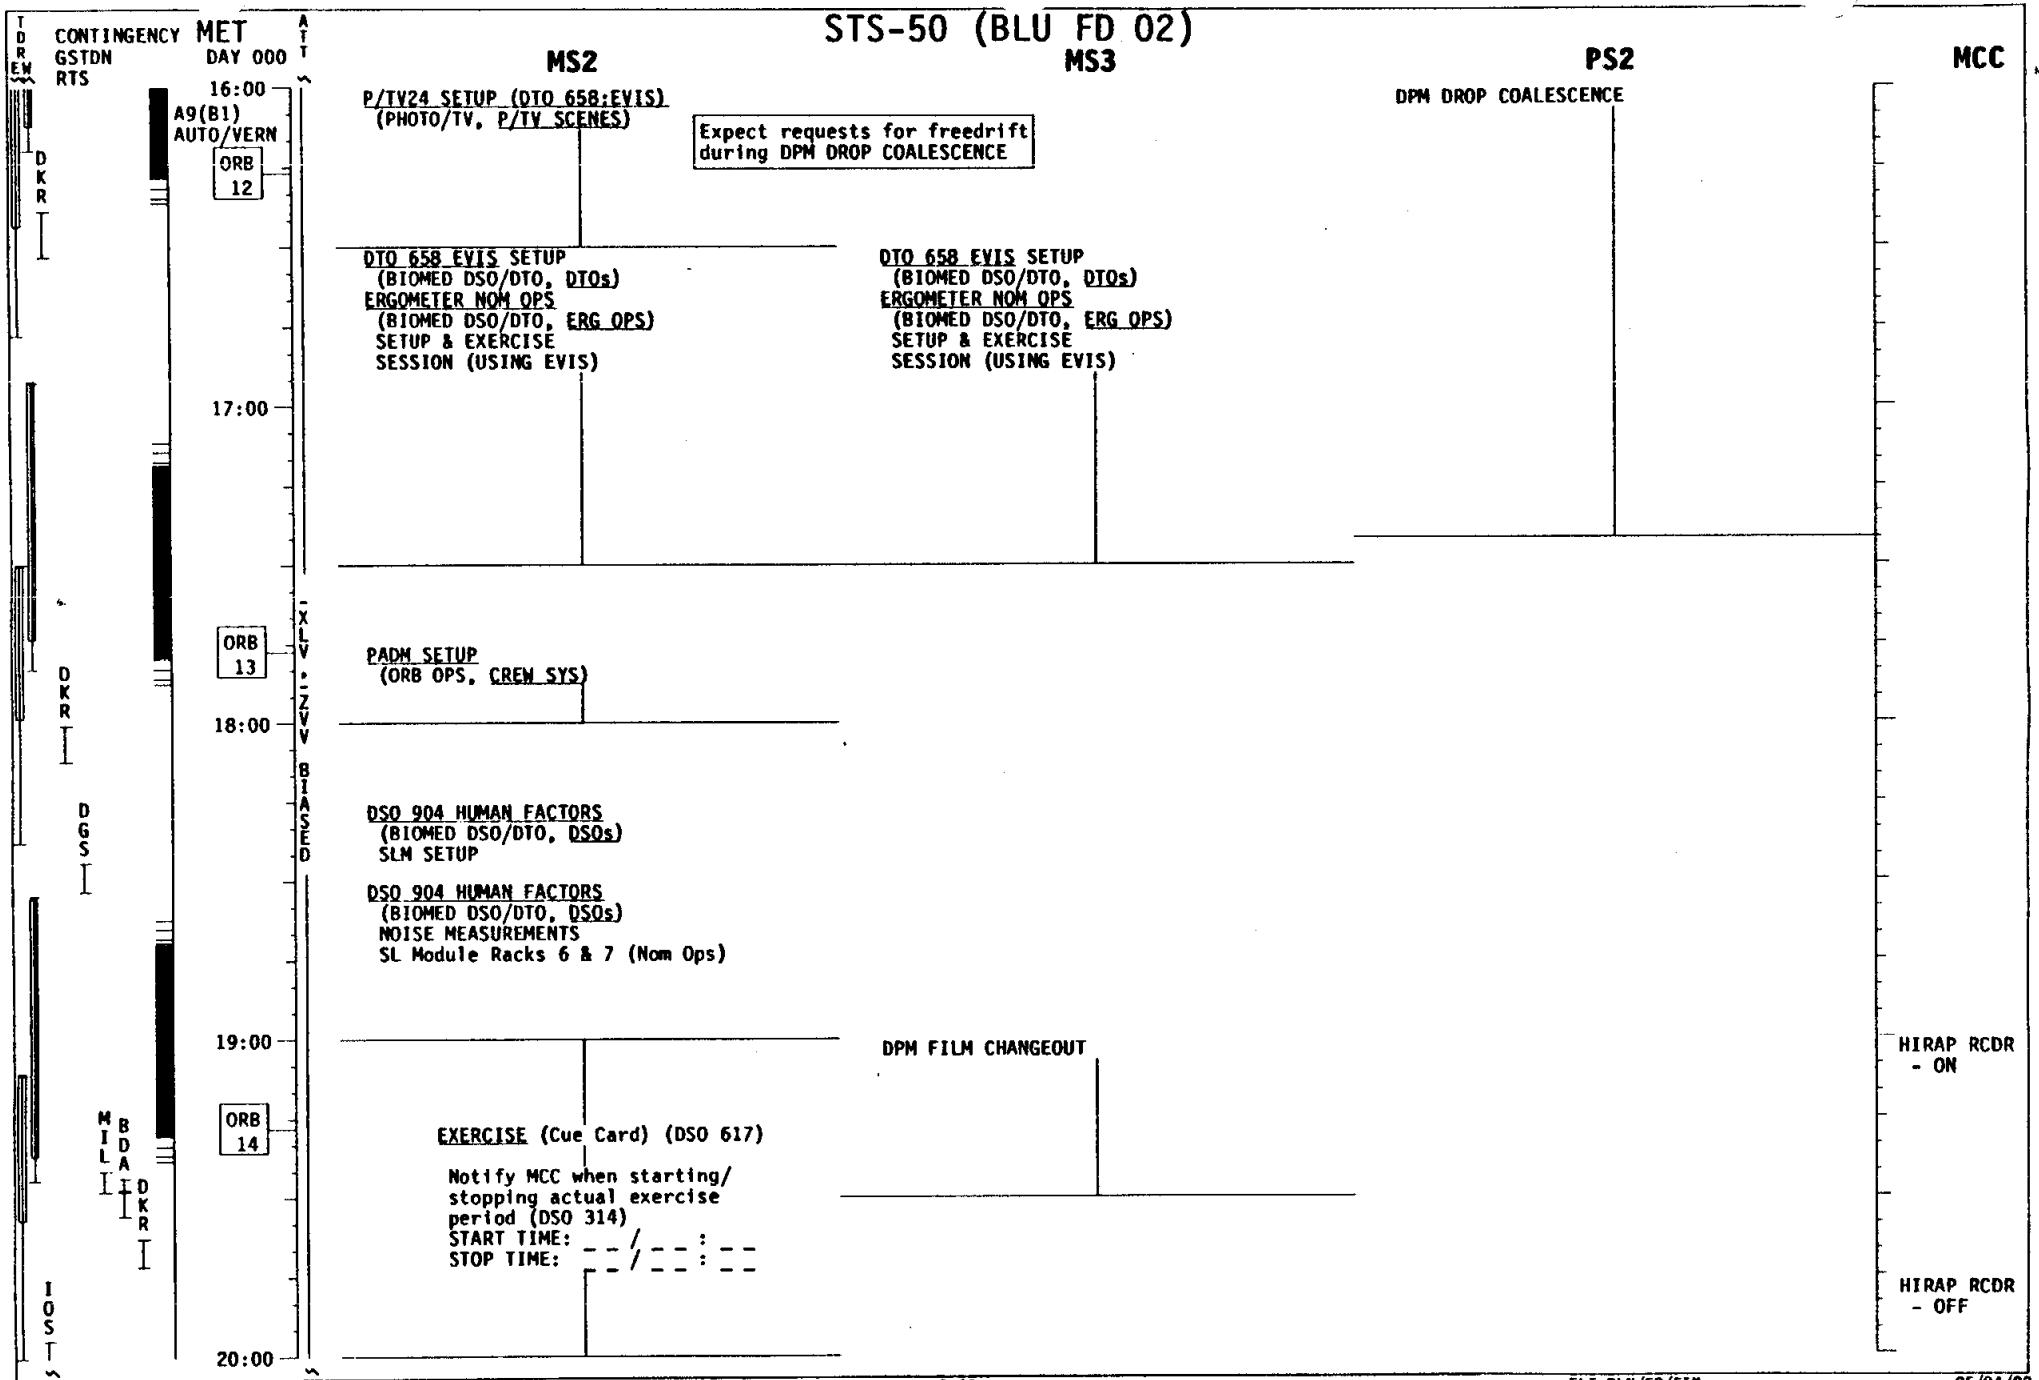 STS-50 (BLU FD 02)
TDRS
E W
CONTINGENCY
GSTDN
RTS
MET
DAY 000
ATT
MS2
MS3
PS2
MCC
16:00
A9(B1)
AUTO/VERN
ORB
12
DKR
P/TV24 SETUP (DTO 658:EVIS)
(PHOTO/TV, P/TV SCENES)
Expect requests for freedrift
during DPM DROP COALESCENCE
DPM DROP COALESCENCE
DTO 658 EVIS SETUP
(BIOMED DSO/DTO, DTOs)
ERGOMETER NOM OPS
(BIOMED DSO/DTO, ERG OPS)
SETUP & EXERCISE
SESSION (USING EVIS)
DTO 658 EVIS SETUP
(BIOMED DSO/DTO, DTOs)
ERGOMETER NOM OPS
(BIOMED DSO/DTO, ERG OPS)
SETUP & EXERCISE
SESSION (USING EVIS)
17:00
-XLV -ZVV BIASED
ORB
13
DKR
PADM SETUP
(ORB OPS, CREW SYS)
18:00
DGS
DSO 904 HUMAN FACTORS
(BIOMED DSO/DTO, DSOs)
SLM SETUP
DSO 904 HUMAN FACTORS
(BIOMED DSO/DTO, DSOs)
NOISE MEASUREMENTS
SL Module Racks 6 & 7 (Nom Ops)
19:00
DPM FILM CHANGEOUT
HIRAP RCDR
- ON
ORB
14
MIL
BDA
DKR
EXERCISE (Cue Card) (DSO 617)
Notify MCC when starting/
stopping actual exercise
period (DSO 314)
START TIME: _ _ / _ _ : _ _
STOP TIME: _ _ / _ _ : _ _
IOS
HIRAP RCDR
- OFF
20:00